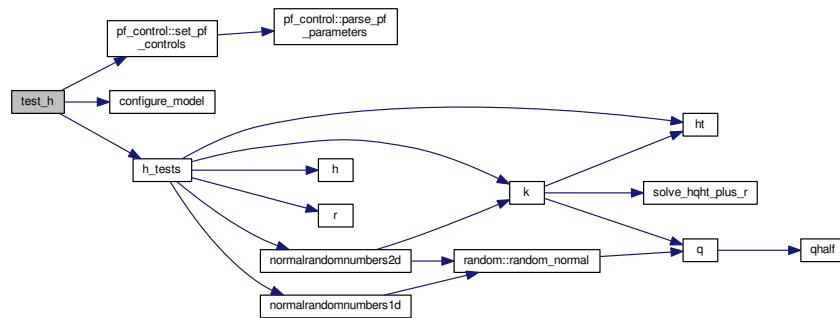 pf_control::set_pf
_controls
pf_control::parse_pf
_parameters
test_h
configure_model
h_tests
ht
h
k
solve_hqht_plus_r
r
normalrandomnumbers2d
random::random_normal
q
qhalf
normalrandomnumbers1d